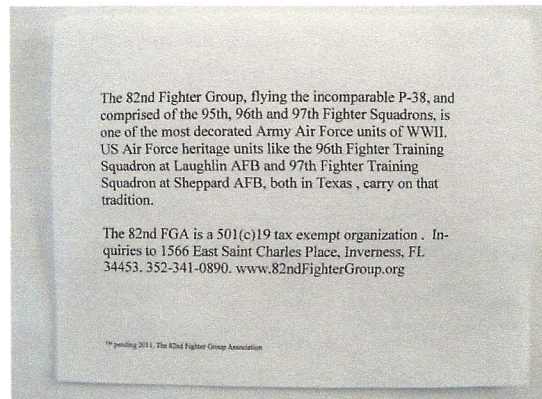 The 82nd Fighter Group, flying the incomparable P-38, and
comprised of the 95th, 96th and 97th Fighter Squadrons, is
one of the most decorated Army Air Force units of WWII.
US Air Force heritage units like the 96th Fighter Training
Squadron at Laughlin AFB and 97th Fighter Training
Squadron at Sheppard AFB, both in Texas , carry on that
tradition.
The 82nd FGA is a 501(c)19 tax exempt organization .  In-
quiries to 1566 East Saint Charles Place, Inverness, FL
34453. 352-341-0890. www.82ndFighterGroup.org
™ pending 2011, The 82nd Fighter Group Association